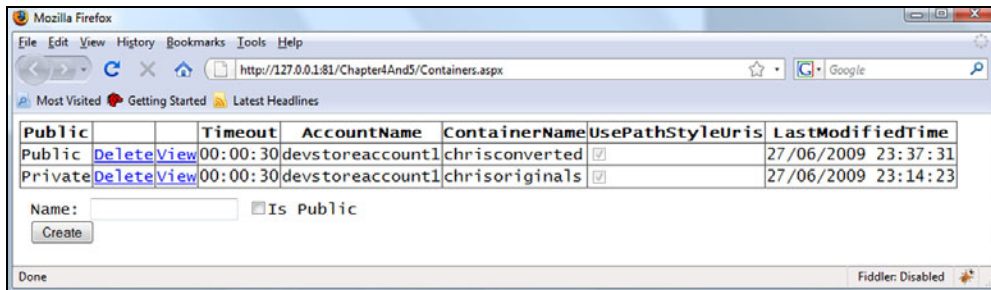 Mozilla Firefox
File Edit View History Bookmarks Tools Help
http://127.0.0.1:81/Chapter4And5/Containers.aspx
G Google
Most Visited Getting Started Latest Headlines
Public Timeout AccountName ContainerName UsePathStyleUris LastModifiedTime
Public Delete View 00:00:30 devstoreaccount1 chrisconverted 27/06/2009 23:37:31
Private Delete View 00:00:30 devstoreaccount1 chrisoriginals 27/06/2009 23:14:23
Name: Is Public
Create
Done Fiddler: Disabled